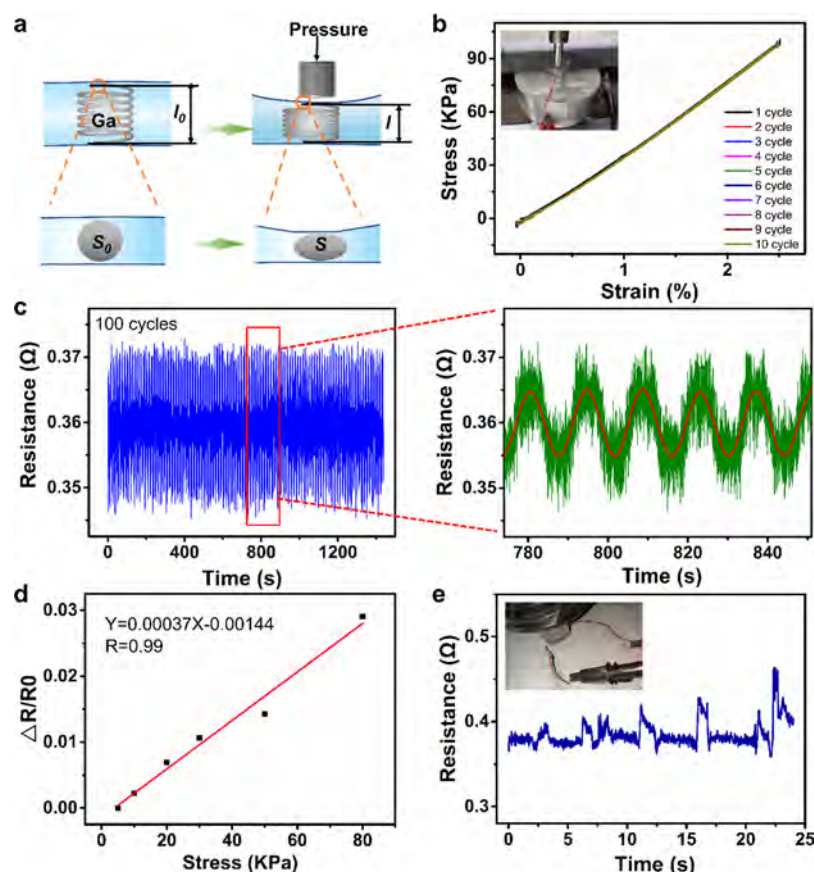 a
Pressure
Ga
l0
l
S0
S
b
Stress (KPa)
90
60
30
0
0
1
2
Strain (%)
1 cycle
2 cycle
3 cycle
4 cycle
5 cycle
6 cycle
7 cycle
8 cycle
9 cycle
10 cycle
c
100 cycles
Resistance (Ω)
0.37
0.36
0.35
0
400
800
1200
Time (s)
Resistance (Ω)
0.37
0.36
0.35
780
800
820
840
Time (s)
d
Y=0.00037X-0.00144
R=0.99
△R/R0
0.03
0.02
0.01
0.00
0
20
40
60
80
Stress (KPa)
e
Resistance (Ω)
0.5
0.4
0.3
0
5
10
15
20
25
Time (s)